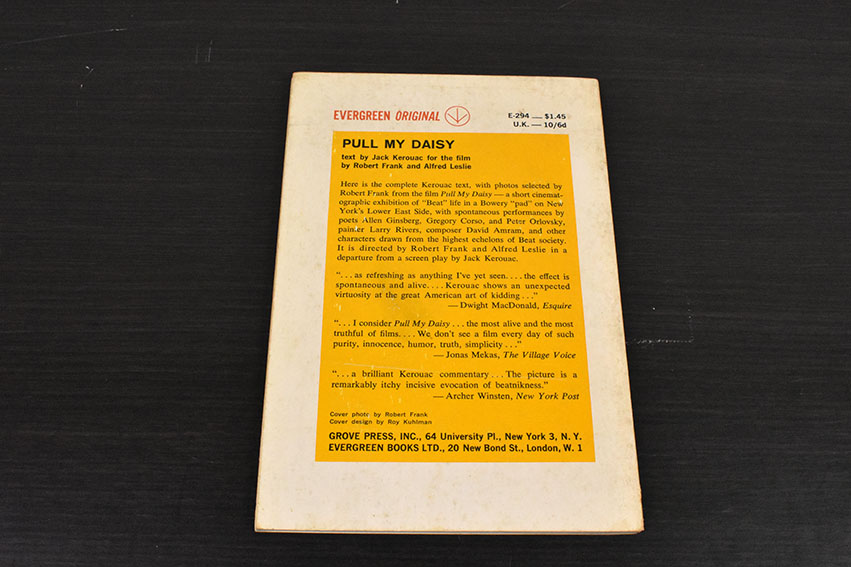 EVERGREEN ORIGINAL
E-294 — $1.45
U.K. — 10/6d
PULL MY DAISY
text by Jack Kerouac for the film
by Robert Frank and Alfred Leslie
Here is the complete Kerouac text, with photos selected by
Robert Frank from the film Pull My Daisy — a short cinemat-
ographic exhibition of "Beat" life in a Bowery "pad" on New
York's Lower East Side, with spontaneous performances by
poets Allen Ginsberg, Gregory Corso, and Peter Orlovsky,
painter Larry Rivers, composer David Amram, and other
characters drawn from the highest echelons of Beat society.
It is directed by Robert Frank and Alfred Leslie in a
departure from a screen play by Jack Kerouac.
". . . as refreshing as anything I've yet seen. . . . the effect is
spontaneous and alive. . . . Kerouac shows an unexpected
virtuosity at the great American art of kidding . . ."
— Dwight MacDonald, Esquire
". . . I consider Pull My Daisy . . . the most alive and the most
truthful of films. . . . We don't see a film every day of such
purity, innocence, humor, truth, simplicity . . ."
— Jonas Mekas, The Village Voice
". . . a brilliant Kerouac commentary . . . The picture is a
remarkably itchy incisive evocation of beatnikness."
— Archer Winsten, New York Post
Cover photo by Robert Frank
Cover design by Roy Kuhlman
GROVE PRESS, INC., 64 University Pl., New York 3, N. Y.
EVERGREEN BOOKS LTD., 20 New Bond St., London, W. 1